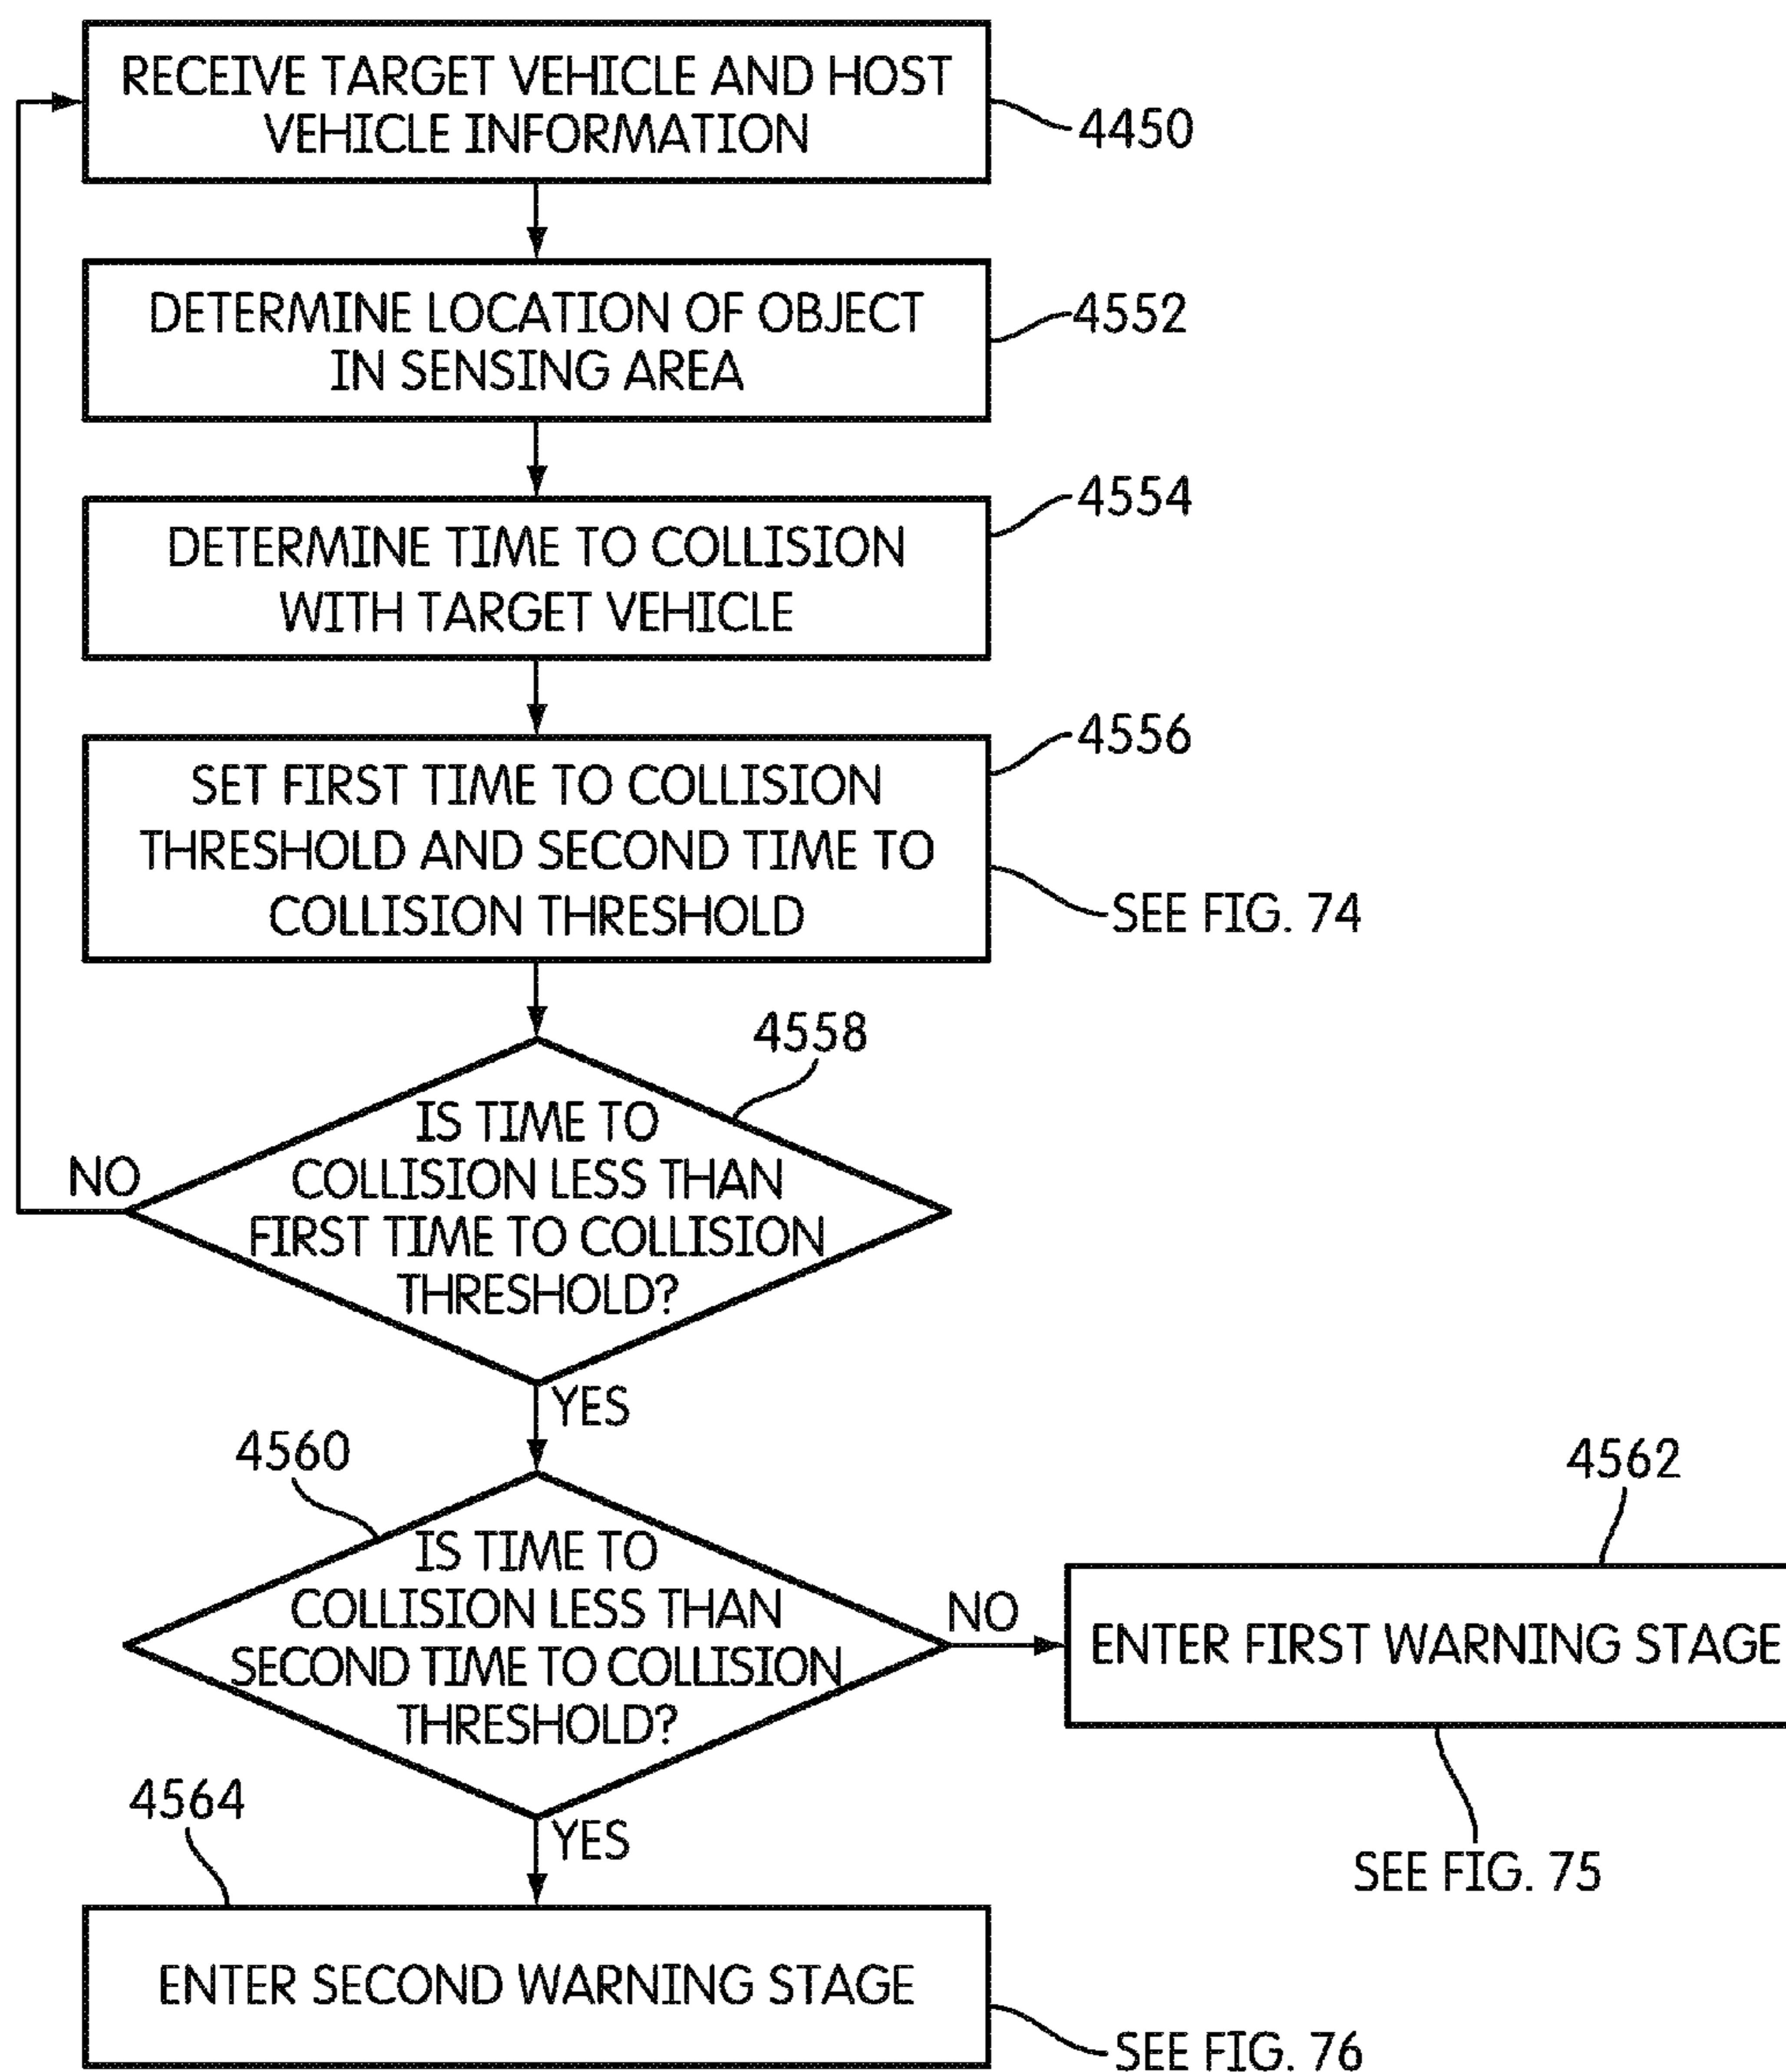 RECEIVE TARGET VEHICLE AND HOST
VEHICLE INFORMATION
4450
DETERMINE LOCATION OF OBJECT
IN SENSING AREA
4552
DETERMINE TIME TO COLLISION
WITH TARGET VEHICLE
4554
SET FIRST TIME TO COLLISION
THRESHOLD AND SECOND TIME TO
COLLISION THRESHOLD
4556
SEE FIG. 74
4558
IS TIME TO
COLLISION LESS THAN
FIRST TIME TO COLLISION
THRESHOLD?
NO
YES
4560
IS TIME TO
COLLISION LESS THAN
SECOND TIME TO COLLISION
THRESHOLD?
NO
4562
ENTER FIRST WARNING STAGE
SEE FIG. 75
YES
4564
ENTER SECOND WARNING STAGE
SEE FIG. 76